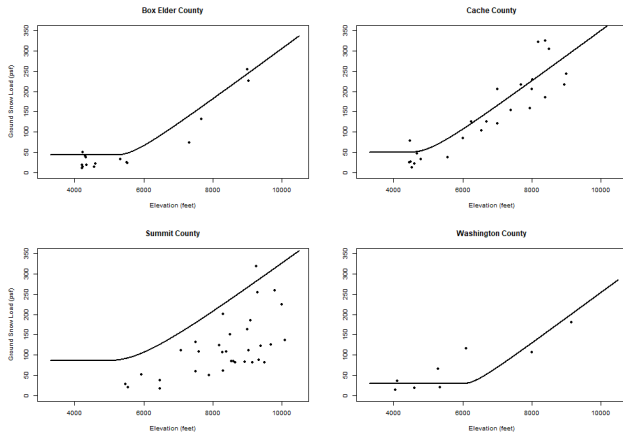 Box Elder County
Cache County
Ground Snow Load (psf)
0 50 100 150 200 250 300 350
0 50 100 150 200 250 300 350
4000 6000 8000 10000
4000 6000 8000 10000
Elevation (feet)
Elevation (feet)
Summit County
Washington County
Ground Snow Load (psf)
0 50 100 150 200 250 300 350
0 50 100 150 200 250 300 350
4000 6000 8000 10000
4000 6000 8000 10000
Elevation (feet)
Elevation (feet)